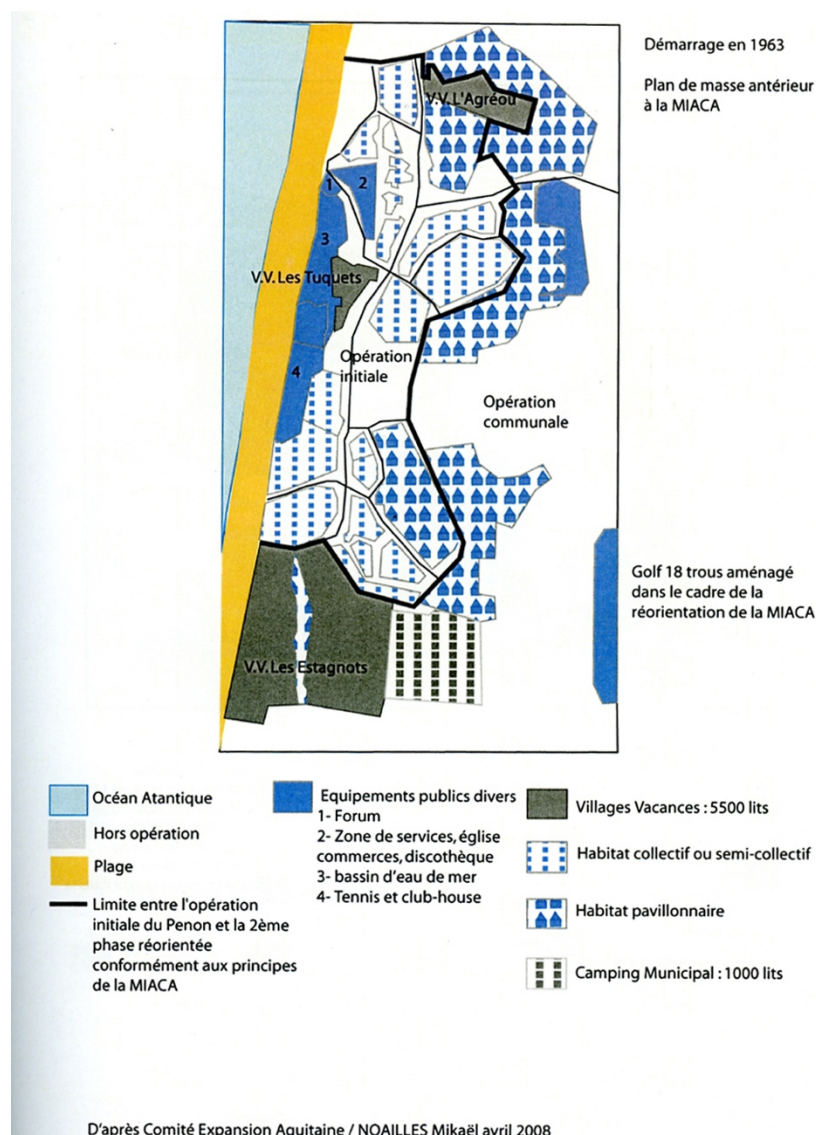 Démarrage en 1963
Plan de masse antérieur
à la MIACA
V.V. L'Agréou
1
2
3
V.V. Les Tuquets
Opération
initiale
4
Opération
communale
Golf 18 trous aménagé
dans le cadre de la
réorientation de la MIACA
V.V. Les Estagnots
Océan Atantique
Hors opération
Plage
Limite entre l'opération
initiale du Penon et la 2ème
phase réorientée
conformément aux principes
de la MIACA
Equipements publics divers
1- Forum
2- Zone de services, église
commerces, discothèque
3- bassin d'eau de mer
4- Tennis et club-house
Villages Vacances : 5500 lits
Habitat collectif ou semi-collectif
Habitat pavillonnaire
Camping Municipal : 1000 lits
D'après Comité Expansion Aquitaine / NOAILLES Mikaël avril 2008